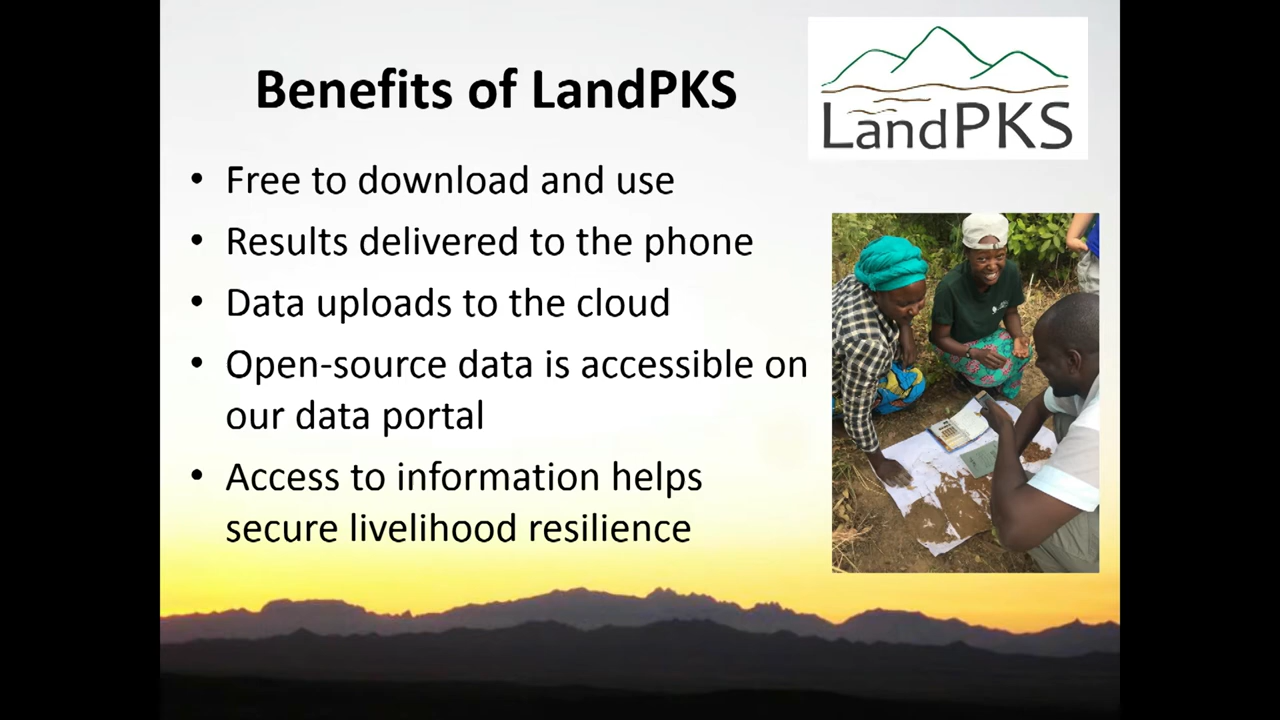 Benefits of LandPKS
LandPKS
• Free to download and use
• Results delivered to the phone
• Data uploads to the cloud
• Open-source data is accessible on
our data portal
• Access to information helps
secure livelihood resilience